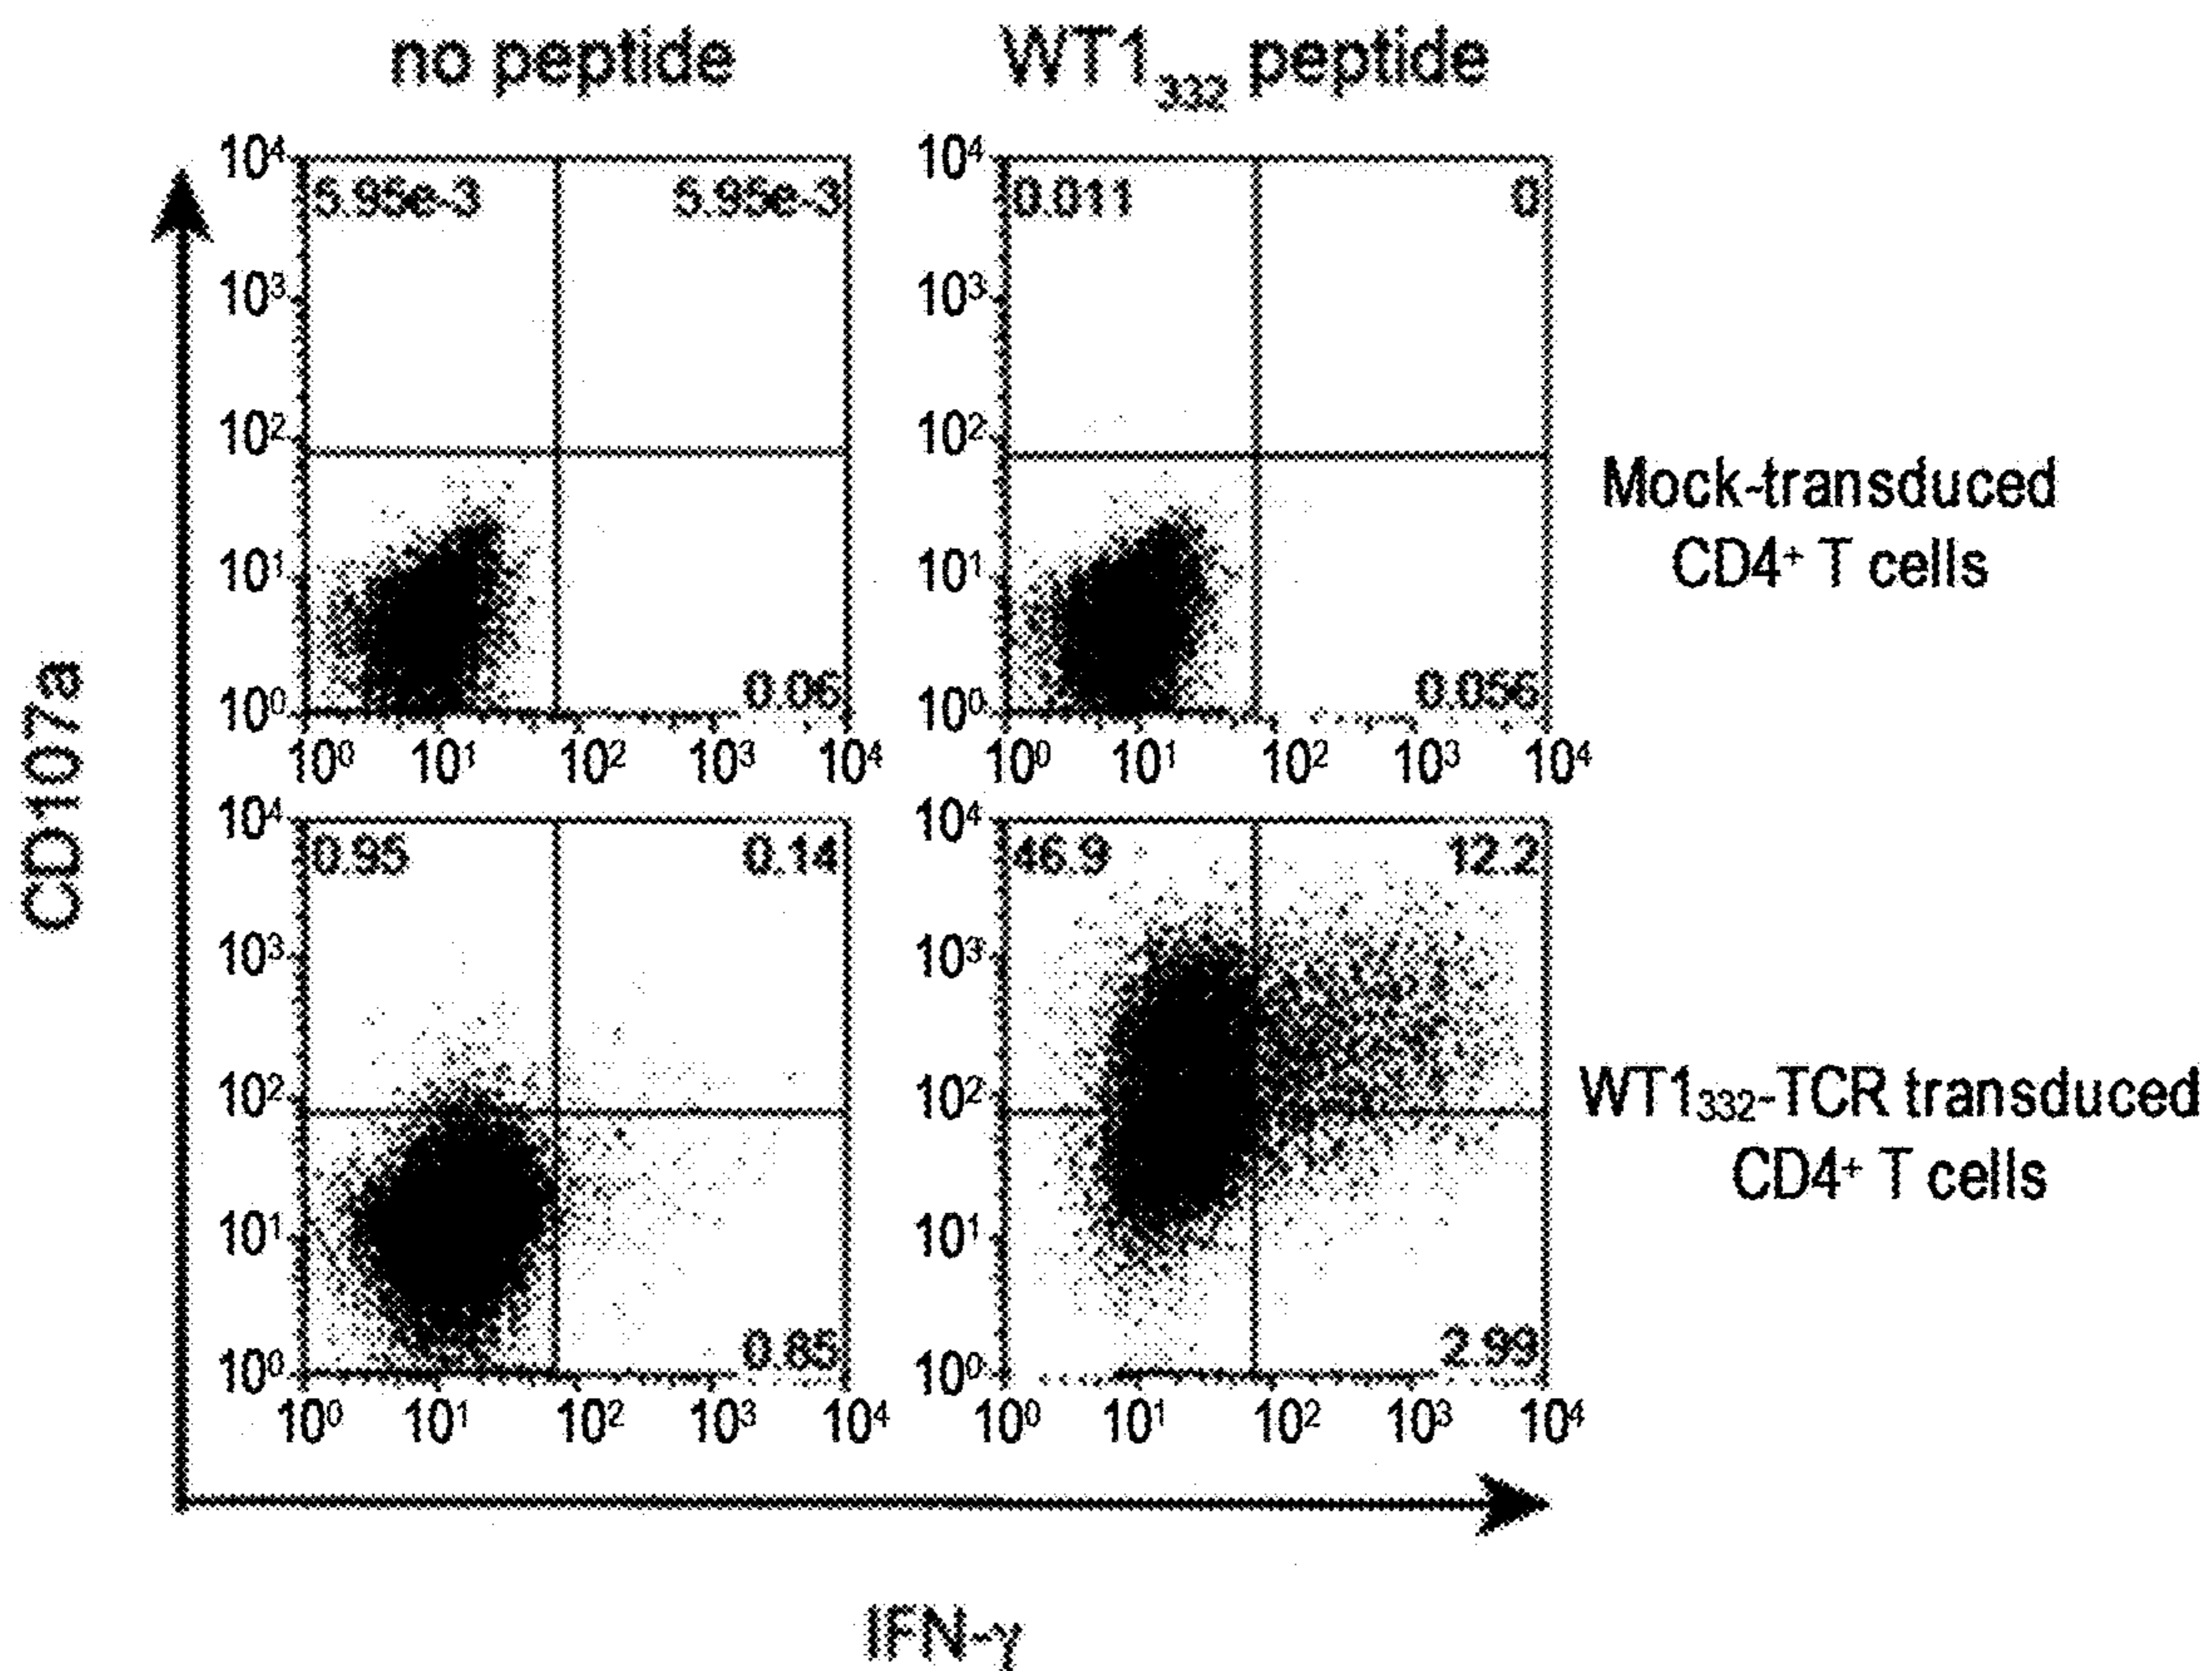 no peptide
WT1₃₃₂ peptide
10⁴
5.95e-3
5.95e-3
10³
10²
10¹
10⁰
0.06
10⁰ 10¹ 10² 10³ 10⁴
10⁴
0.011
0
10³
10²
10¹
10⁰
0.056
10⁰ 10¹ 10² 10³ 10⁴
Mock-transduced
CD4⁺ T cells
CD107a
10⁴
0.95
0.14
10³
10²
10¹
10⁰
0.85
10⁰ 10¹ 10² 10³ 10⁴
10⁴
46.9
12.2
10³
10²
10¹
10⁰
2.99
10⁰ 10¹ 10² 10³ 10⁴
WT1₃₃₂-TCR transduced
CD4⁺ T cells
IFN-γ